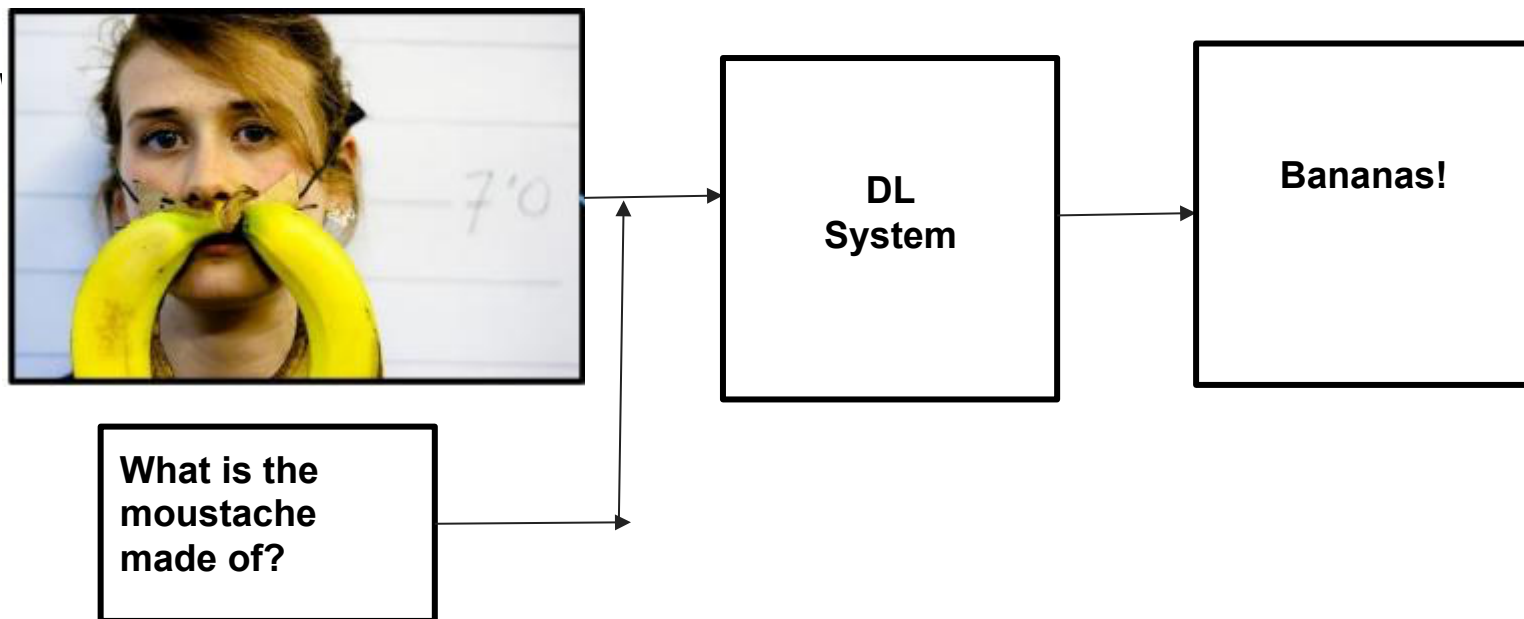 7'0
DL
System
Bananas!
What is the
moustache
made of?